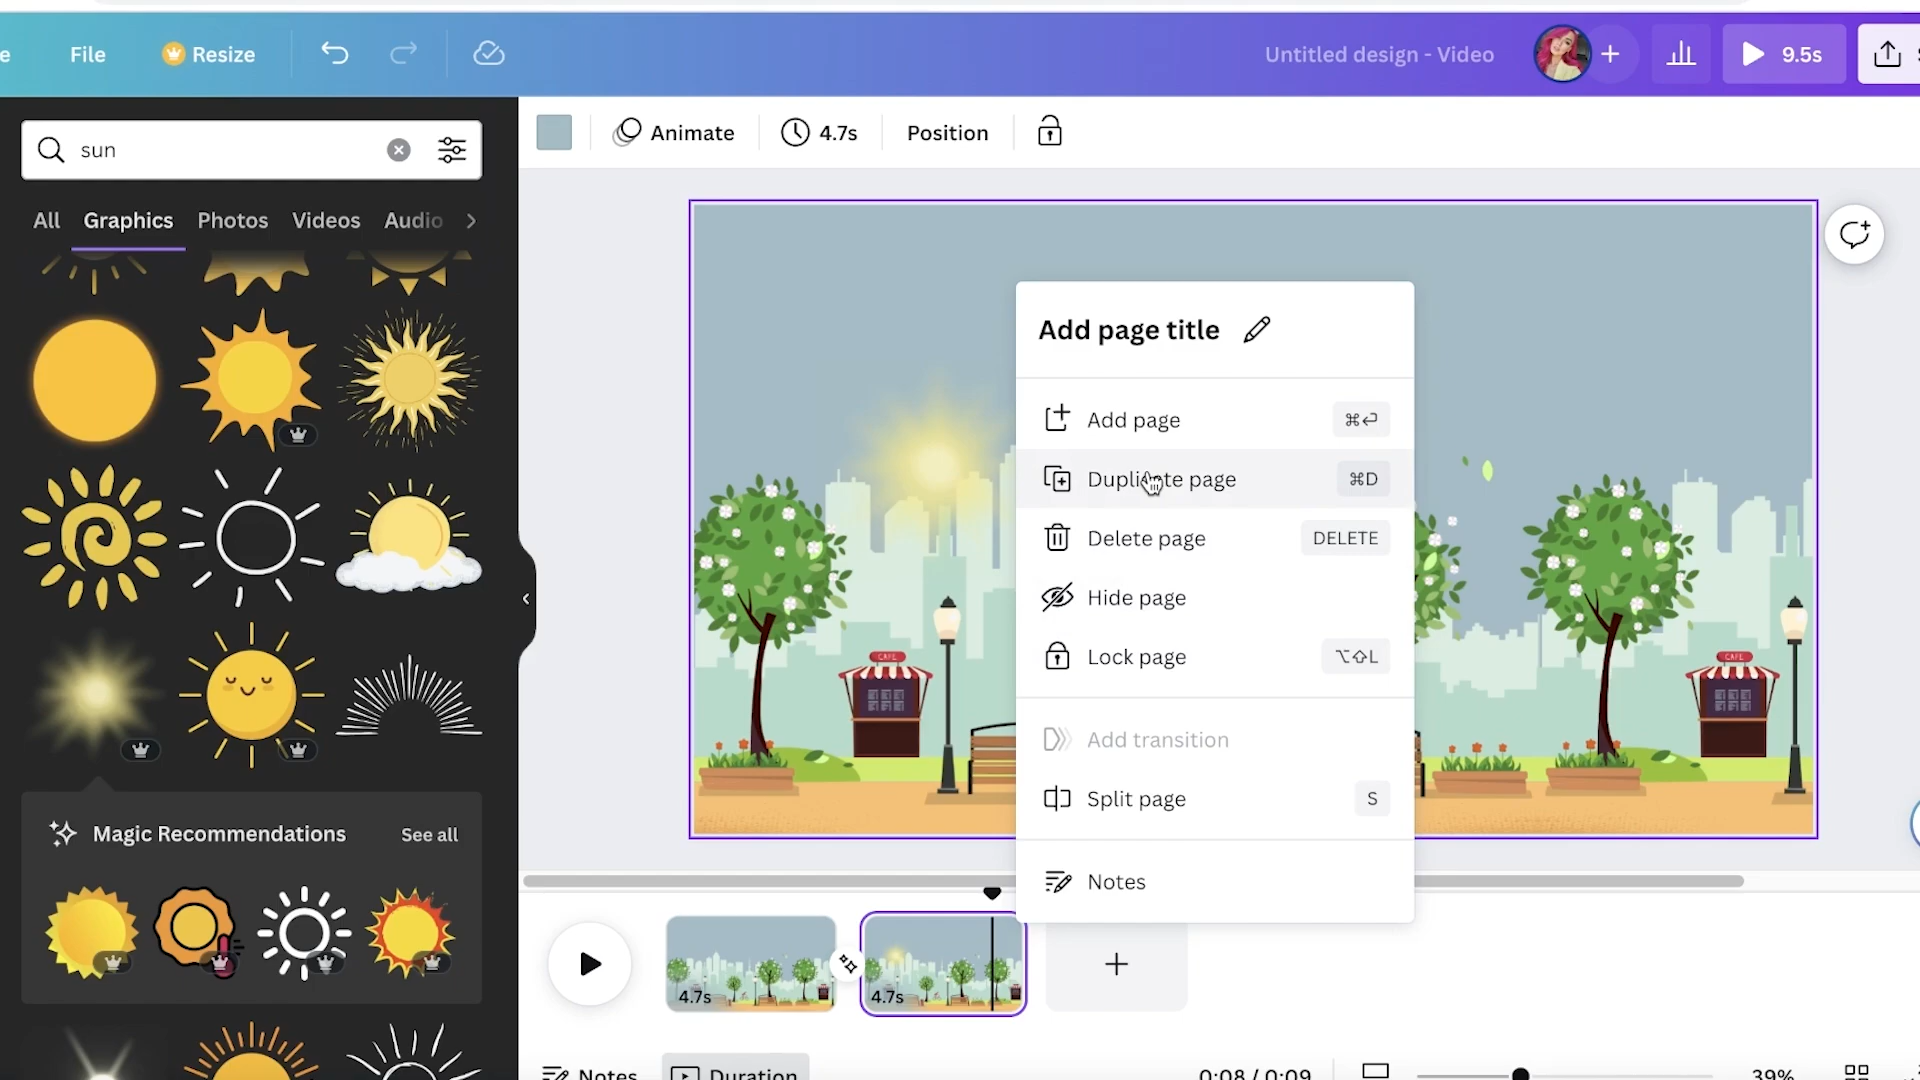 e File Resize Untitled design - Video + 9.5s
sun
All Graphics Photos Videos Audio
Animate 4.7s Position
Add page title
Add page ⌘↩
Duplicate page ⌘D
Delete page DELETE
Hide page
Lock page ⌥⇧L
Add transition
Split page S
Notes
CAFE
CAFE
Magic Recommendations See all
4.7s
4.7s
Notes Duration 0:08 / 0:09 39%